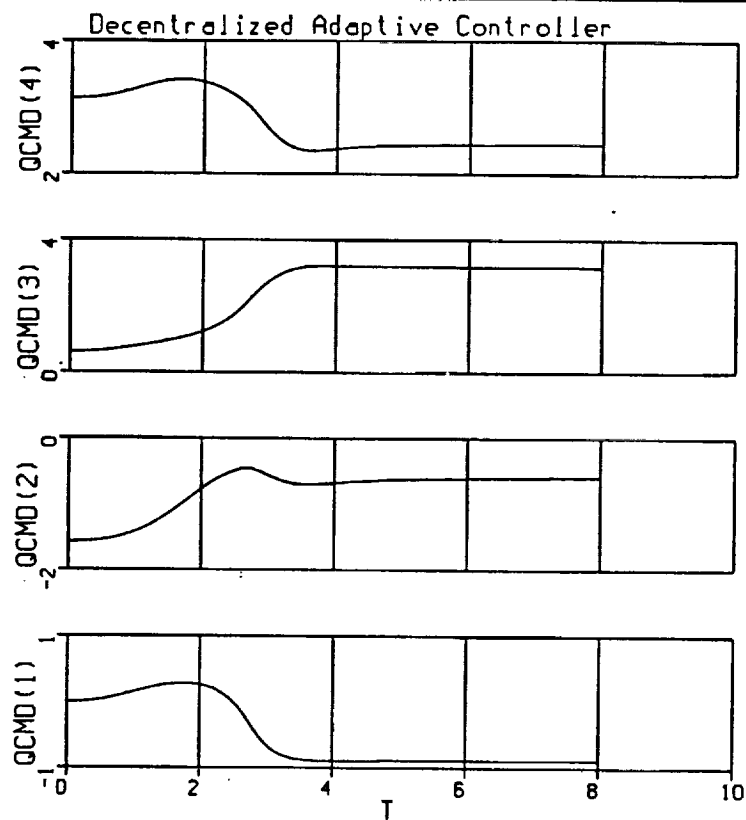 Decentralized Adaptive Controller
4
QCMD(4)
2
4
QCMD(3)
0
0
QCMD(2)
-2
1
QCMD(1)
-1
0 2 4 6 8 10
T